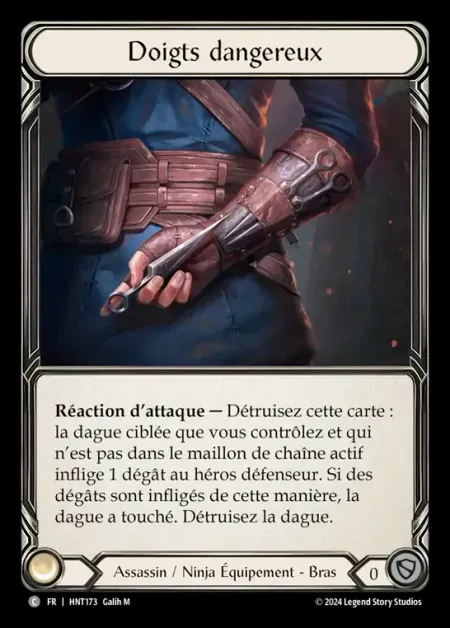 Doigts dangereux
Réaction d'attaque — Détruisez cette carte :
la dague ciblée que vous contrôlez et qui
n'est pas dans le maillon de chaîne actif
inflige 1 dégât au héros défenseur. Si des
dégâts sont infligés de cette manière, la
dague a touché. Détruisez la dague.
Assassin / Ninja Équipement - Bras
0
C FR | HNT173 Galih M
© 2024 Legend Story Studios